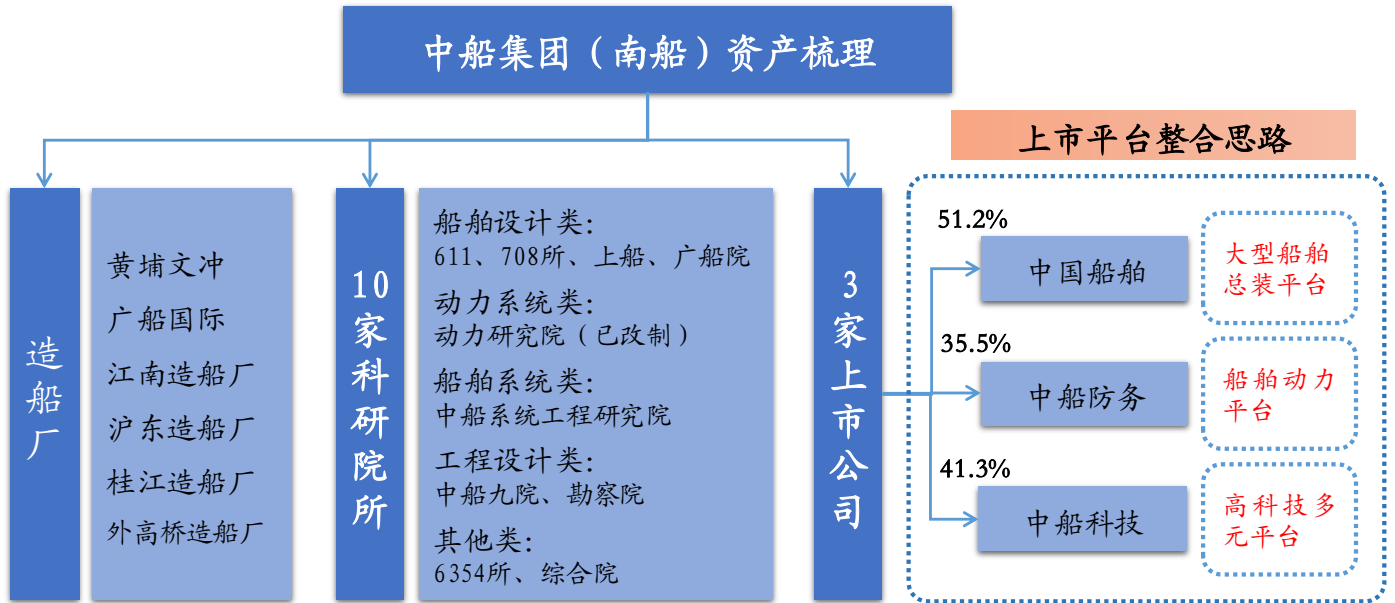 中船集团（南船）资产梳理
造船厂
黄埔文冲
广船国际
江南造船厂
沪东造船厂
桂江造船厂
外高桥造船厂
10家科研院所
船舶设计类：
611、708所、上船、广船院
动力系统类：
动力研究院（已改制）
船舶系统类：
中船系统工程研究院
工程设计类：
中船九院、勘察院
其他类：
6354所、综合院
3家上市公司
上市平台整合思路
51.2%
中国船舶
大型船舶
总装平台
35.5%
中船防务
船舶动力
平台
41.3%
中船科技
高科技多
元平台